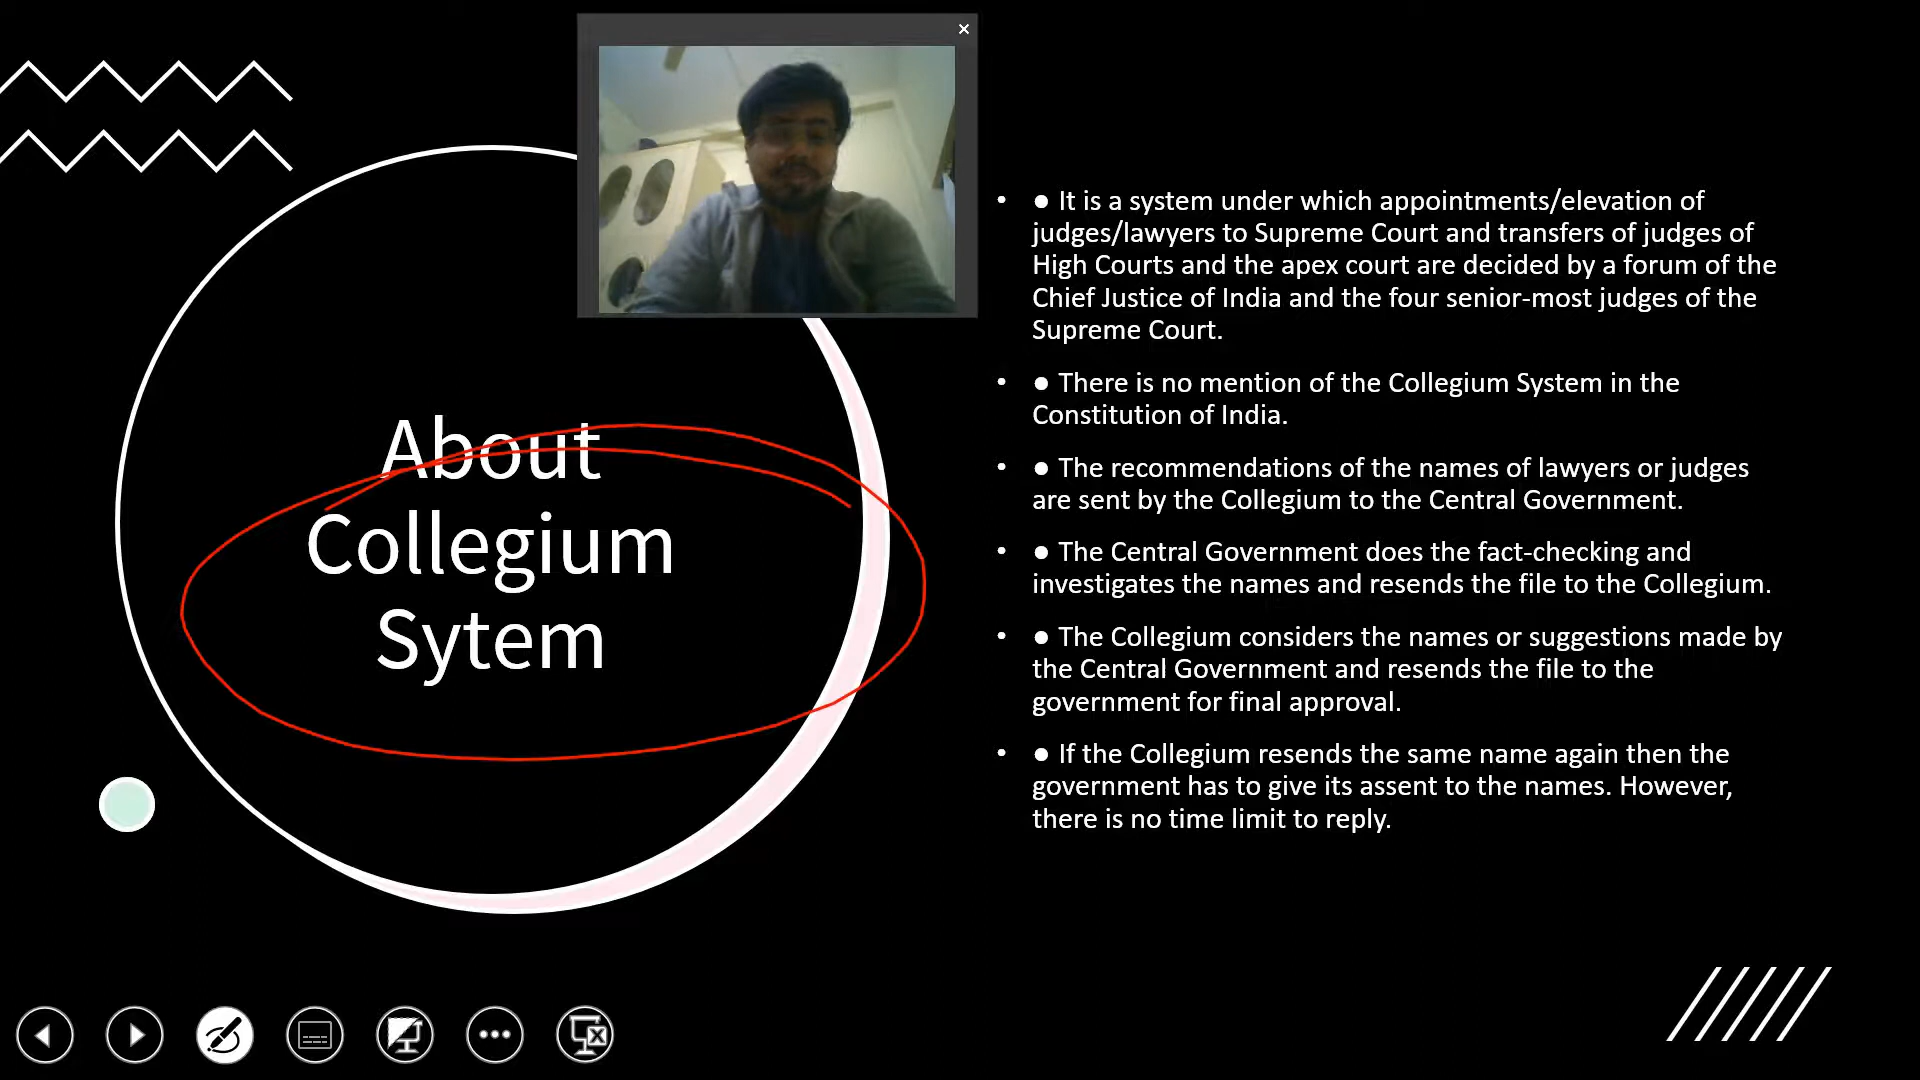 About
Collegium
Sytem
• ● It is a system under which appointments/elevation of
judges/lawyers to Supreme Court and transfers of judges of
High Courts and the apex court are decided by a forum of the
Chief Justice of India and the four senior-most judges of the
Supreme Court.
• ● There is no mention of the Collegium System in the
Constitution of India.
• ● The recommendations of the names of lawyers or judges
are sent by the Collegium to the Central Government.
• ● The Central Government does the fact-checking and
investigates the names and resends the file to the Collegium.
• ● The Collegium considers the names or suggestions made by
the Central Government and resends the file to the
government for final approval.
• ● If the Collegium resends the same name again then the
government has to give its assent to the names. However,
there is no time limit to reply.